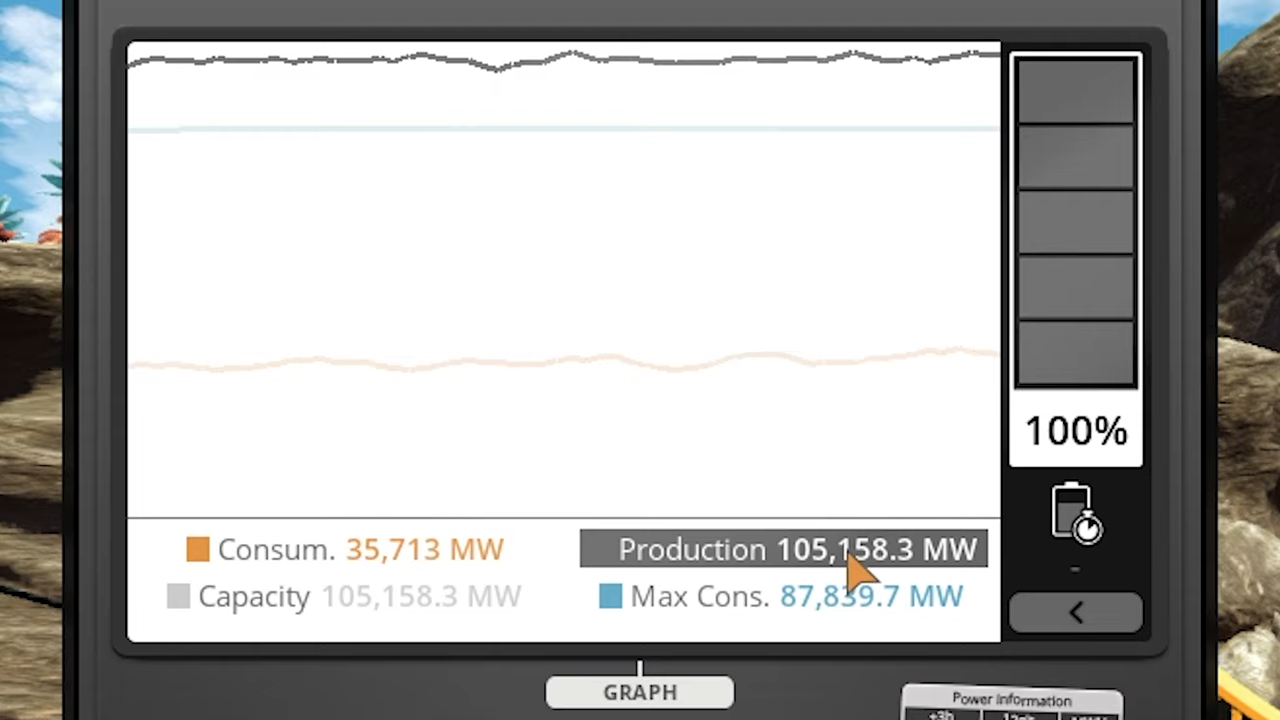 100%
Consum. 35,713 MW
Production 105,158.3 MW
Capacity 105,158.3 MW
Max Cons. 87,839.7 MW
-
<
GRAPH
Power Information